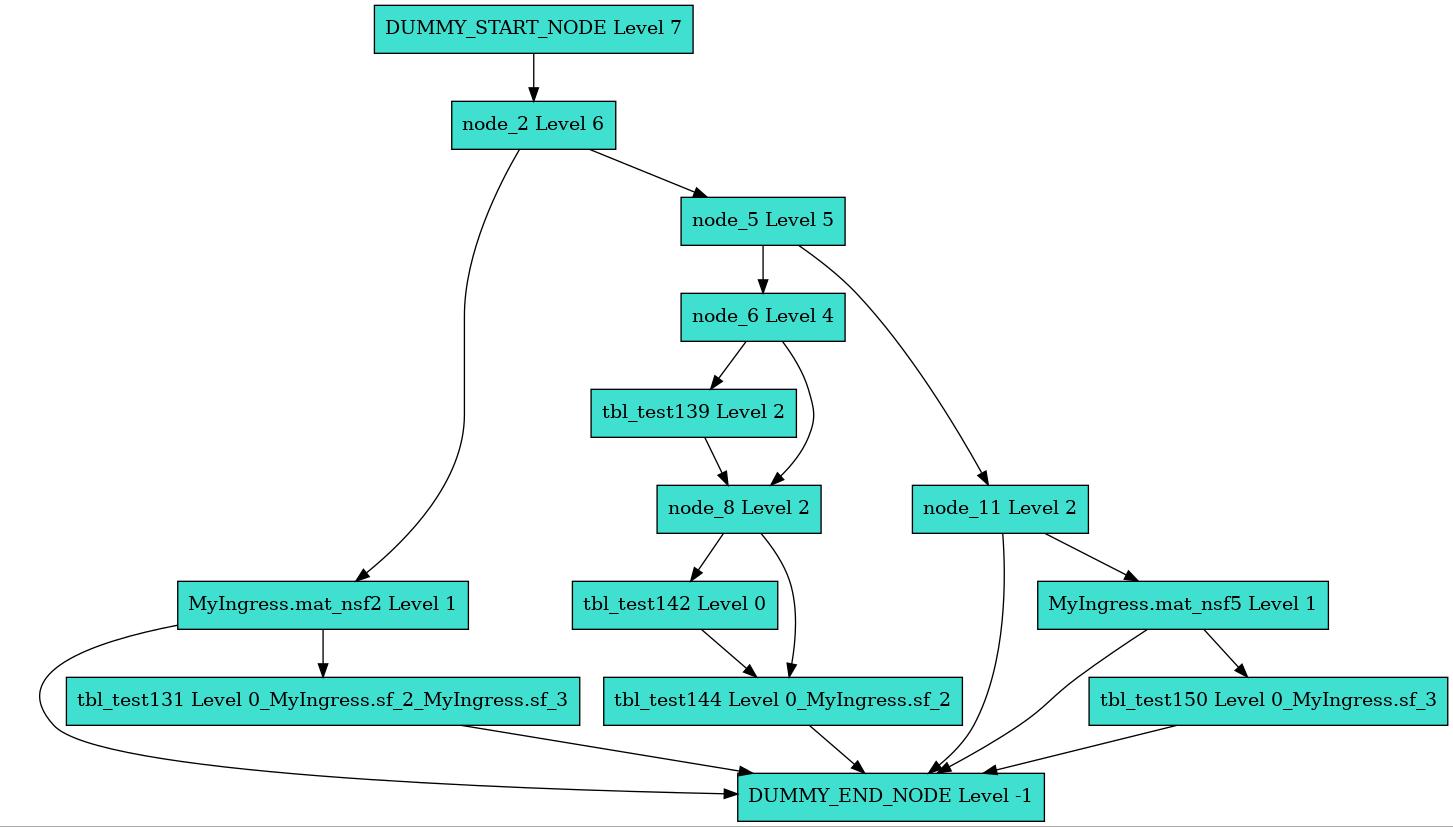 DUMMY_START_NODE Level 7
node_2 Level 6
node_5 Level 5
node_6 Level 4
tbl_test139 Level 2
node_8 Level 2
node_11 Level 2
MyIngress.mat_nsf2 Level 1
tbl_test142 Level 0
MyIngress.mat_nsf5 Level 1
tbl_test131 Level 0_MyIngress.sf_2_MyIngress.sf_3
tbl_test144 Level 0_MyIngress.sf_2
tbl_test150 Level 0_MyIngress.sf_3
DUMMY_END_NODE Level -1